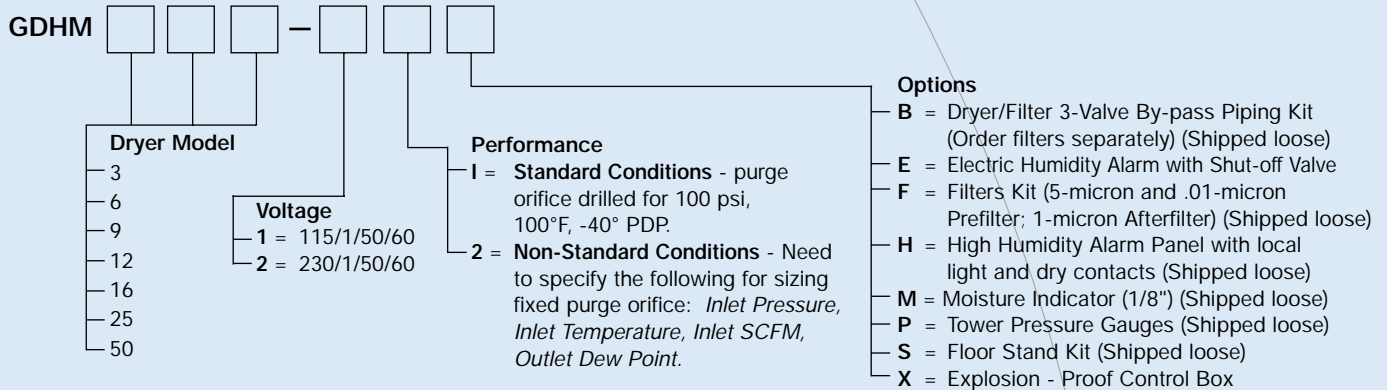 GDHM –
Dryer Model
3
6
9
12
16
25
50
Voltage
1 = 115/1/50/60
2 = 230/1/50/60
Performance
I = Standard Conditions - purge
orifice drilled for 100 psi,
100°F, -40° PDP.
2 = Non-Standard Conditions - Need
to specify the following for sizing
fixed purge orifice: Inlet Pressure,
Inlet Temperature, Inlet SCFM,
Outlet Dew Point.
Options
B = Dryer/Filter 3-Valve By-pass Piping Kit
(Order filters separately) (Shipped loose)
E = Electric Humidity Alarm with Shut-off Valve
F = Filters Kit (5-micron and .01-micron
Prefilter; 1-micron Afterfilter) (Shipped loose)
H = High Humidity Alarm Panel with local
light and dry contacts (Shipped loose)
M = Moisture Indicator (1/8") (Shipped loose)
P = Tower Pressure Gauges (Shipped loose)
S = Floor Stand Kit (Shipped loose)
X = Explosion - Proof Control Box